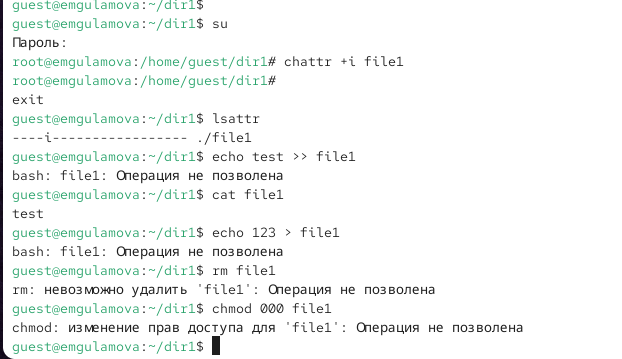 guest@emgulamova:~/dir1$
guest@emgulamova:~/dir1$ su
Пароль:
root@emgulamova:/home/guest/dir1# chattr +i file1
root@emgulamova:/home/guest/dir1#
exit
guest@emgulamova:~/dir1$ lsattr
----i----------------- ./file1
guest@emgulamova:~/dir1$ echo test >> file1
bash: file1: Операция не позволена
guest@emgulamova:~/dir1$ cat file1
test
guest@emgulamova:~/dir1$ echo 123 > file1
bash: file1: Операция не позволена
guest@emgulamova:~/dir1$ rm file1
rm: невозможно удалить 'file1': Операция не позволена
guest@emgulamova:~/dir1$ chmod 000 file1
chmod: изменение прав доступа для 'file1': Операция не позволена
guest@emgulamova:~/dir1$